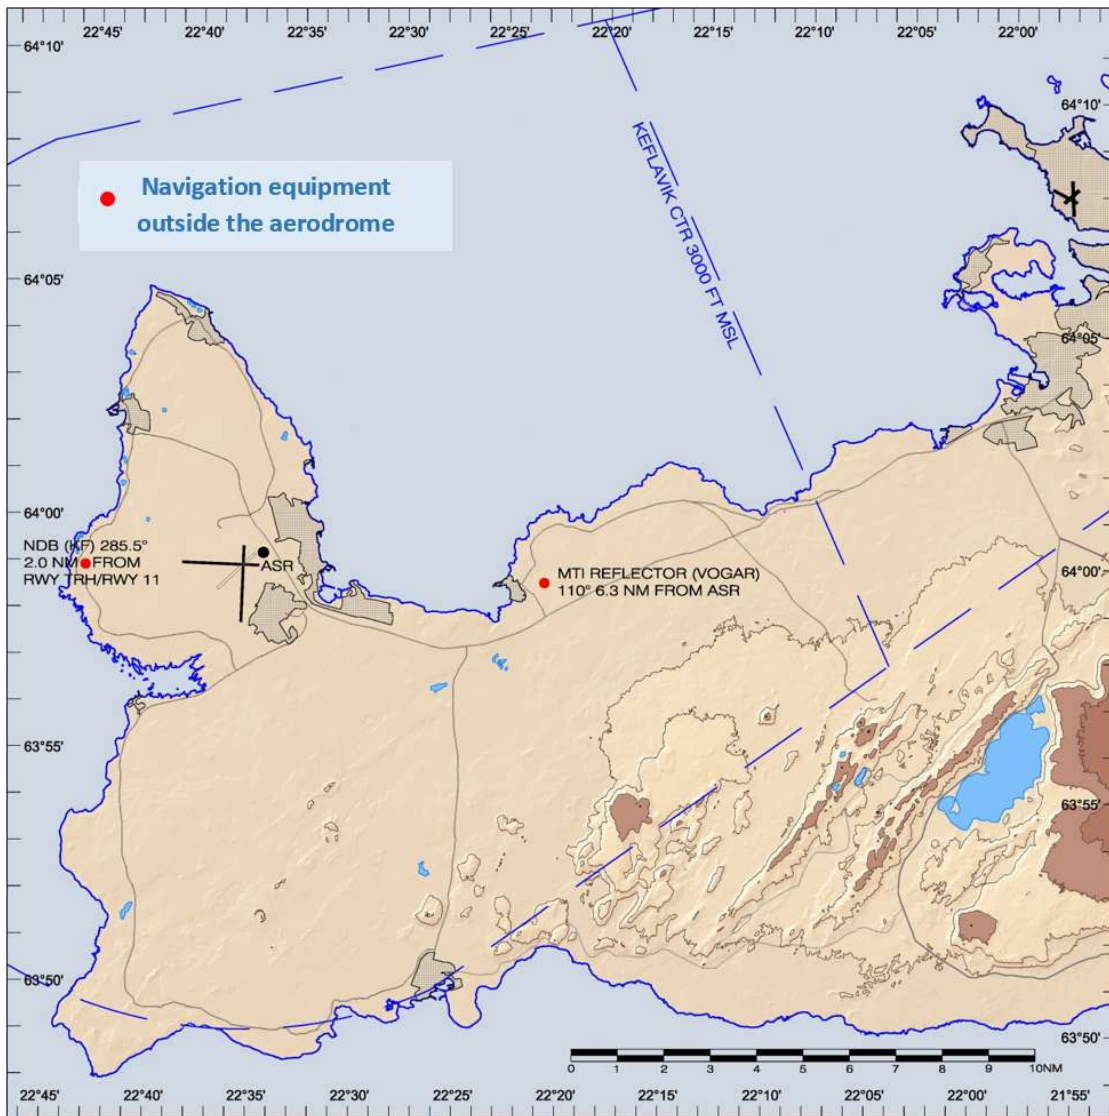 22°45' 22°40' 22°35' 22°30' 22°25' 22°20' 22°15' 22°10' 22°05' 22°00'
64°10'
64°10'
KEFLAVIK CTR 3000 FT MSL
Navigation equipment
outside the aerodrome
64°05'
64°05'
64°00'
NDB (KF) 285.5°
2.0 NM FROM
RWY TRH/RWY 11
ASR
MTI REFLECTOR (VOGAR)
110° 6.3 NM FROM ASR
64°00'
63°55'
63°55'
63°50'
63°50'
0 1 2 3 4 5 6 7 8 9 10NM
22°45' 22°40' 22°35' 22°30' 22°25' 22°20' 22°15' 22°10' 22°05' 22°00' 21°55'